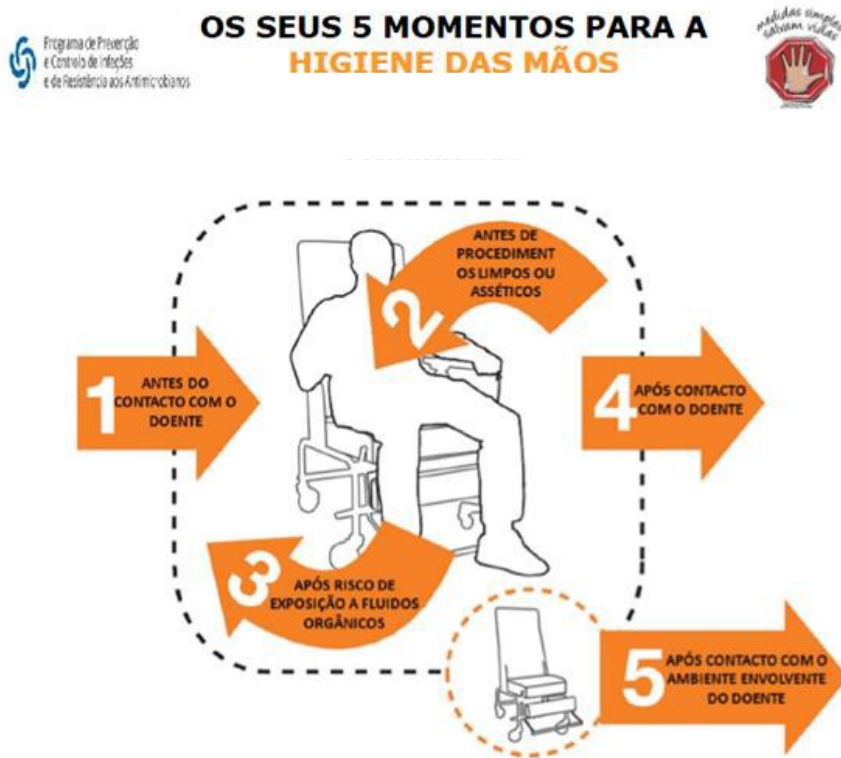 Programa de Prevenção
e Controlo de Infeções
e de Resistência aos Antimicrobianos
OS SEUS 5 MOMENTOS PARA A
HIGIENE DAS MÃOS
medidas simples
salvam vidas
1
ANTES DO
CONTACTO COM O
DOENTE
2
ANTES DE
PROCEDIMENT
OS LIMPOS OU
ASSÉTICOS
3
APÓS RISCO DE
EXPOSIÇÃO A FLUIDOS
ORGÂNICOS
4
APÓS CONTACTO
COM O DOENTE
5
APÓS CONTACTO COM O
AMBIENTE ENVOLVENTE
DO DOENTE